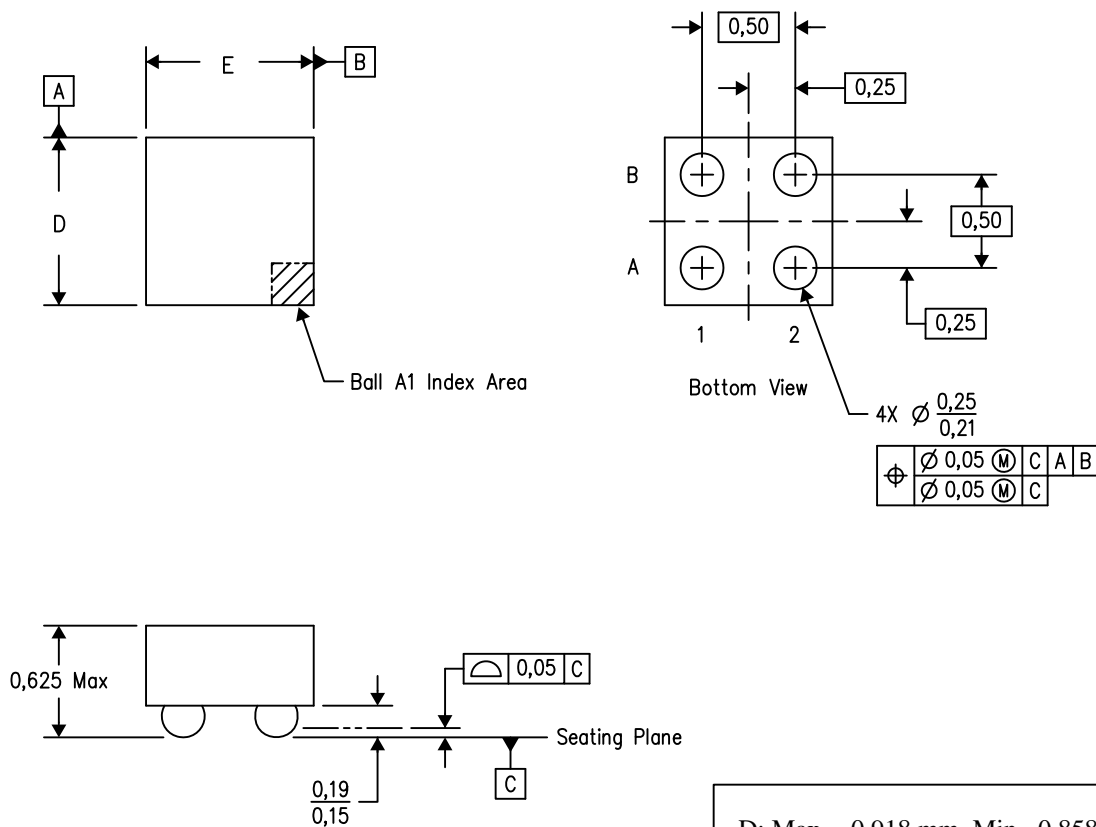 0,50
E
B
A
0,25
B
D
0,50
A
0,25
1 2
Ball A1 Index Area
Bottom View
4X Ø 0,25
0,21
Ø 0,05 Ⓜ C A B
Ø 0,05 Ⓜ C
0,625 Max
0,05 C
Seating Plane
C
0,19
0,15